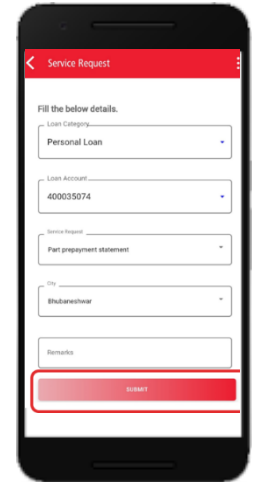 Service Request
Fill the below details.
Loan Category
Personal Loan
Loan Account
400035074
Service Request
Part prepayment statement
City
Bhubaneshwar
Remarks
SUBMIT